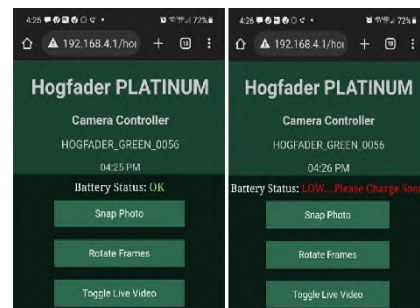 4:25
72%
192.168.4.1/hoi
Hogfader PLATINUM
Camera Controller
HOGFADER_GREEN_0056
04:25 PM
Battery Status: OK
Snap Photo
Rotate Frames
Toggle Live Video
4:26
72%
192.168.4.1/hoi
Hogfader PLATINUM
Camera Controller
HOGFADER_GREEN_0056
04:26 PM
Battery Status: LOW... Please Charge Soon
Snap Photo
Rotate Frames
Toggle Live Video